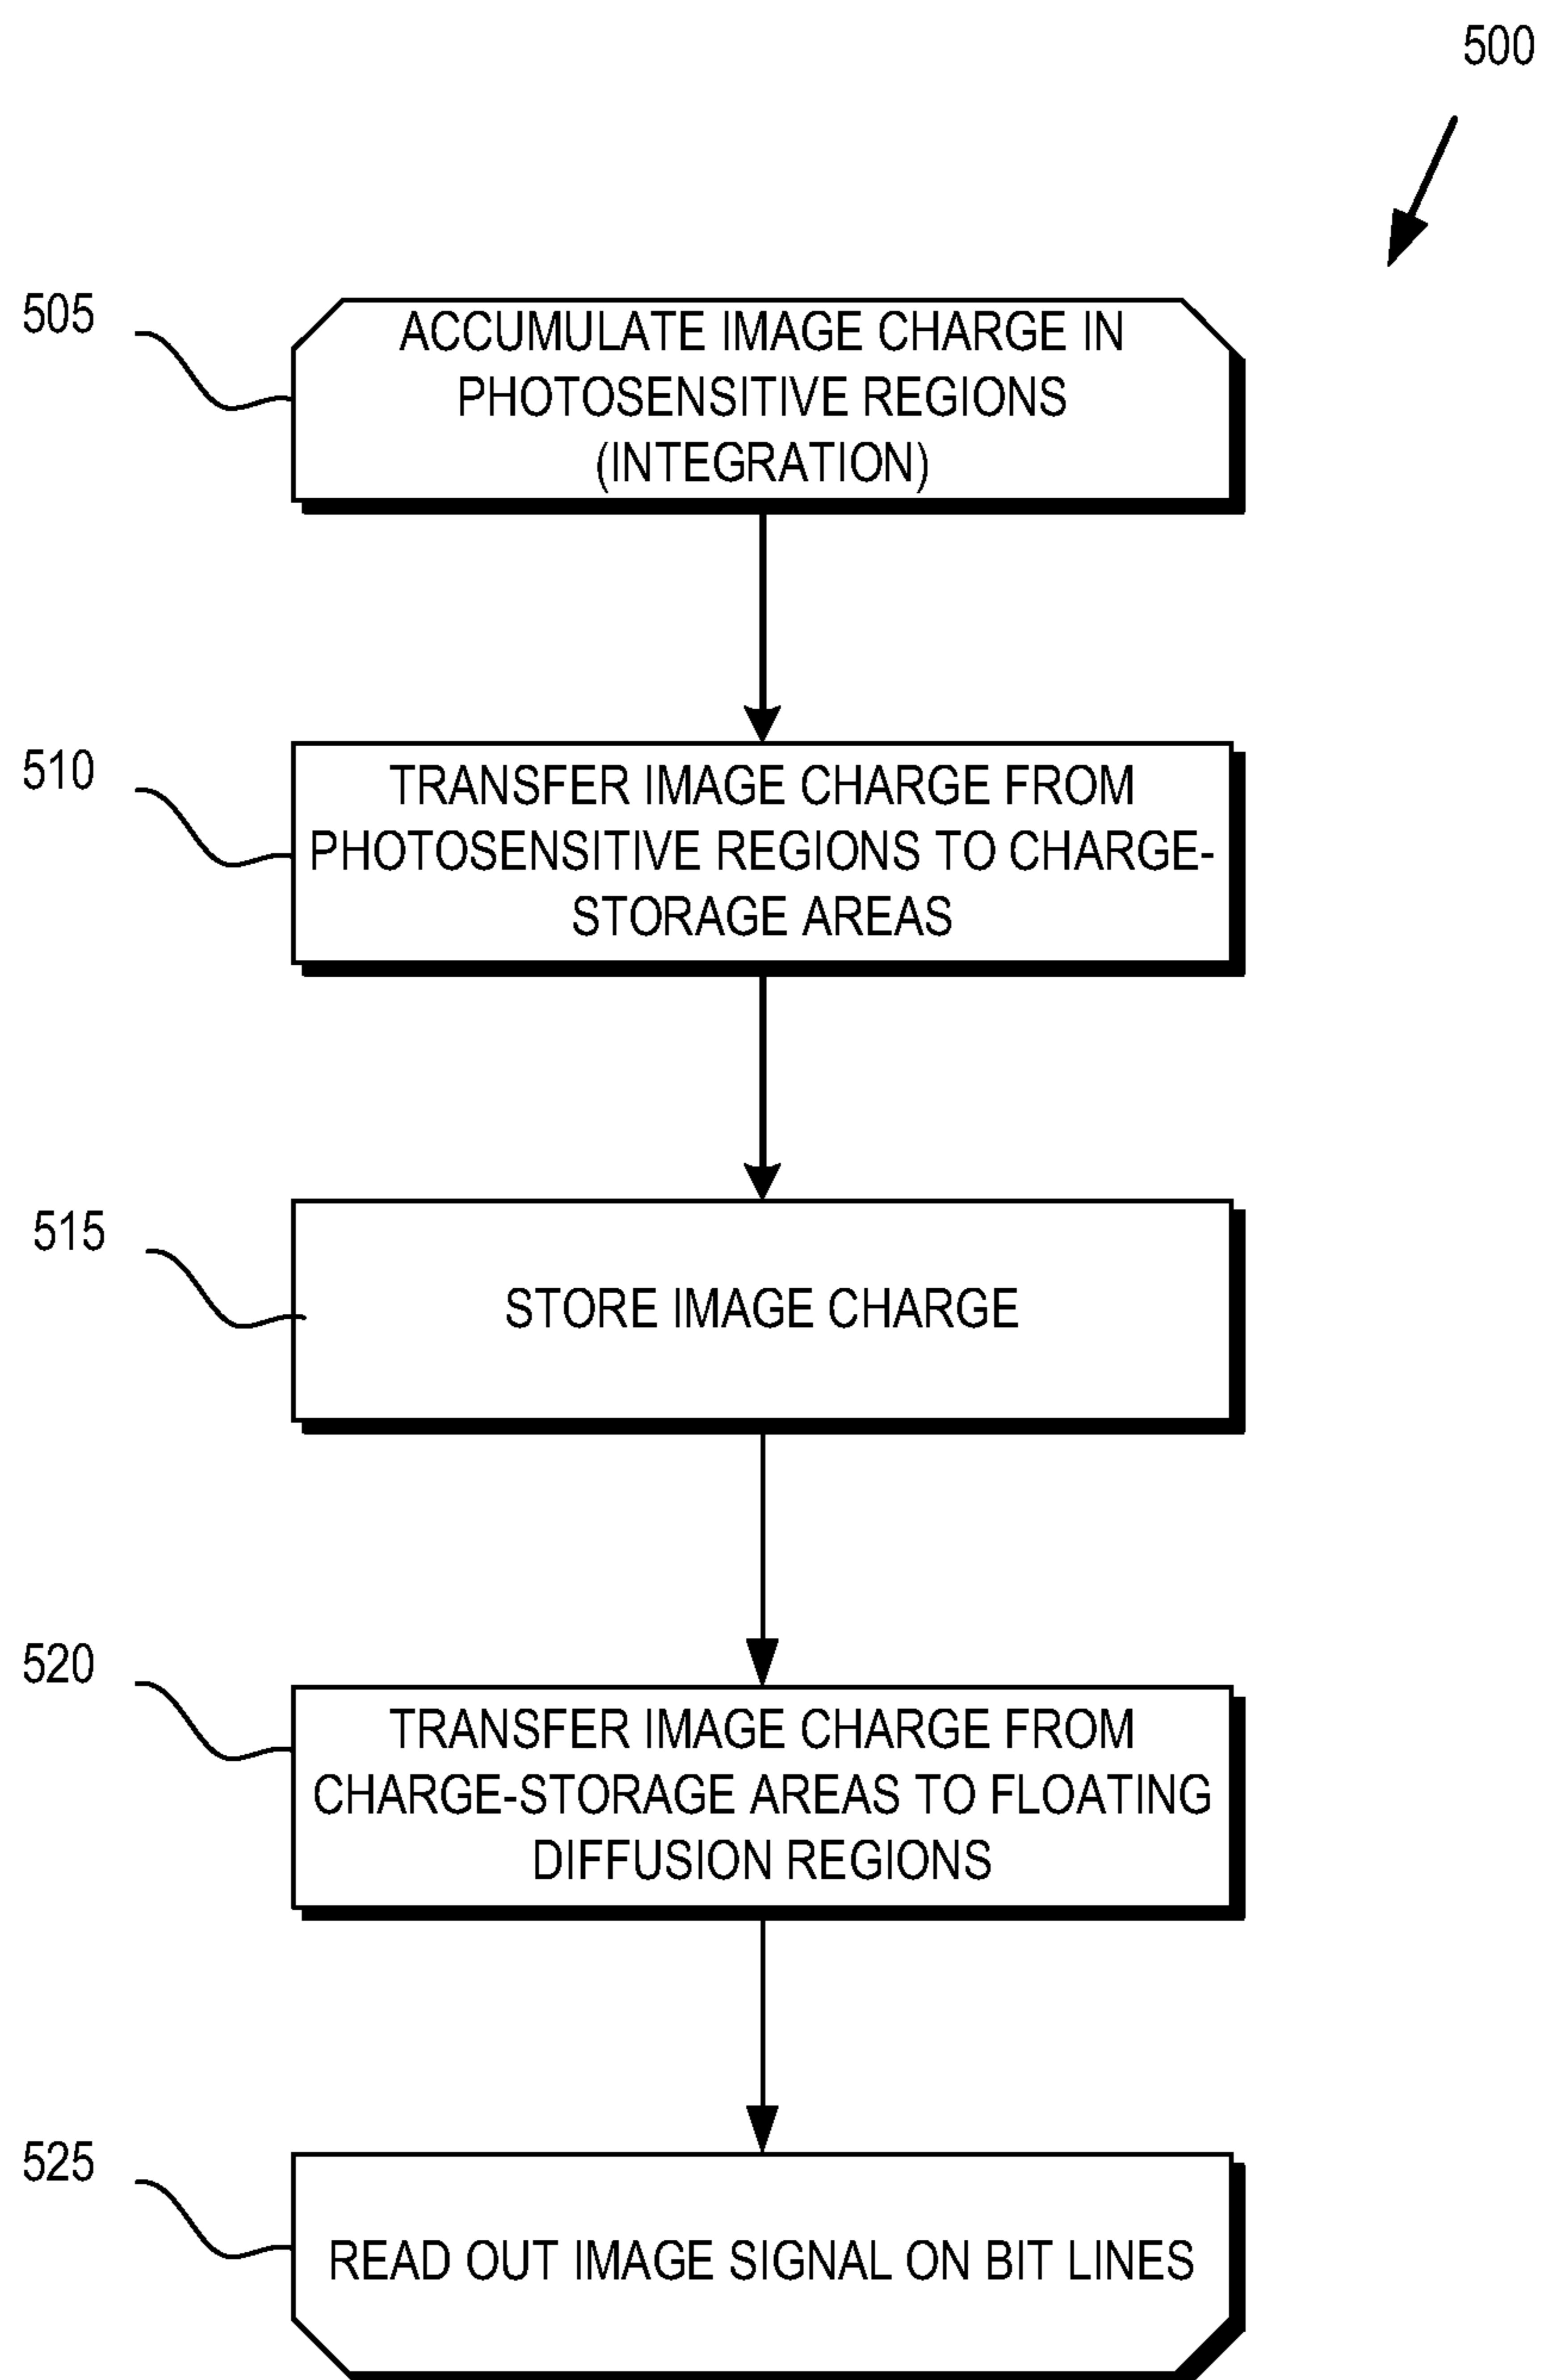 500
505
ACCUMULATE IMAGE CHARGE IN
PHOTOSENSITIVE REGIONS
(INTEGRATION)
510
TRANSFER IMAGE CHARGE FROM
PHOTOSENSITIVE REGIONS TO CHARGE-
STORAGE AREAS
515
STORE IMAGE CHARGE
520
TRANSFER IMAGE CHARGE FROM
CHARGE-STORAGE AREAS TO FLOATING
DIFFUSION REGIONS
525
READ OUT IMAGE SIGNAL ON BIT LINES